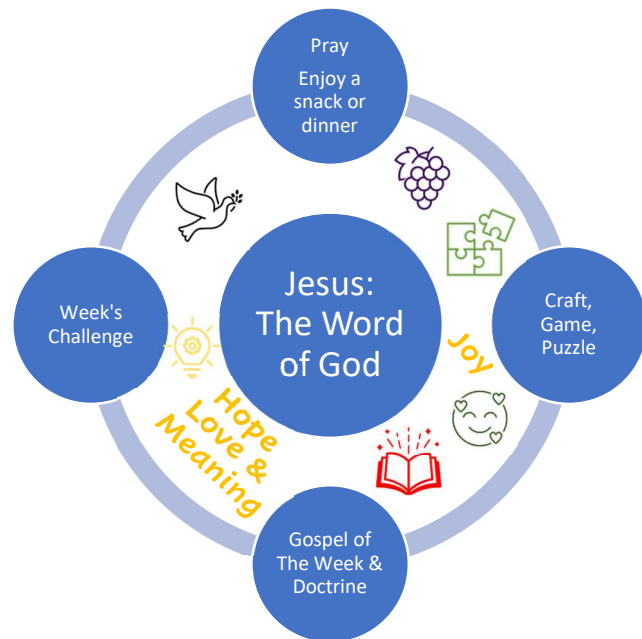 Pray
Enjoy a
snack or
dinner
Jesus:
The Word
of God
Week's
Challenge
Craft,
Game,
Puzzle
Joy
Hope
Love &
Meaning
Gospel of
The Week &
Doctrine